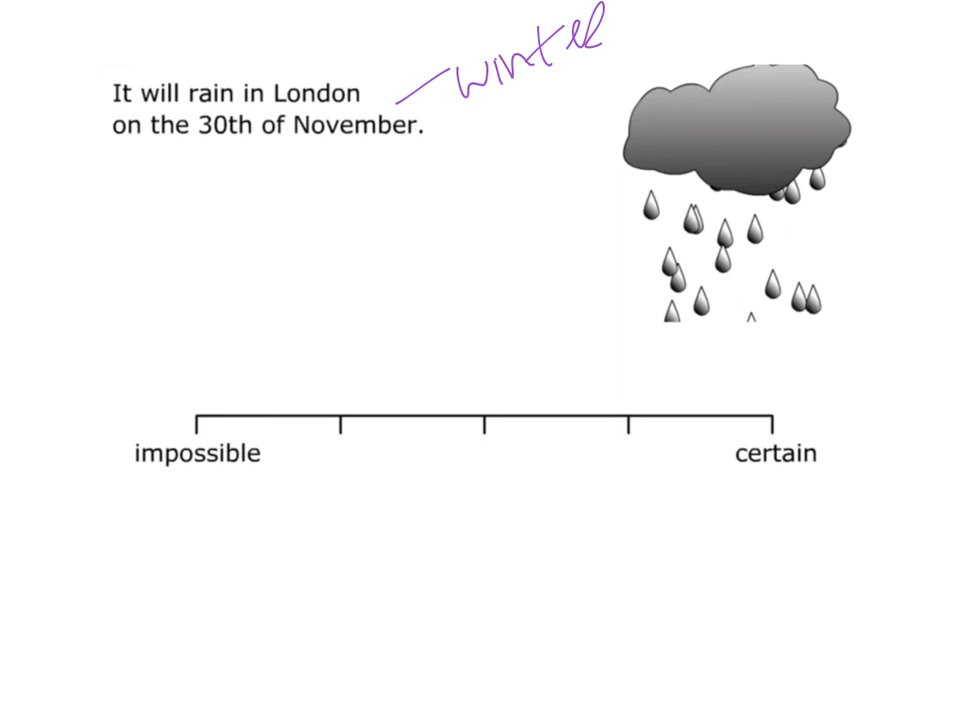 It will rain in London
on the 30th of November.
winter
impossible
certain